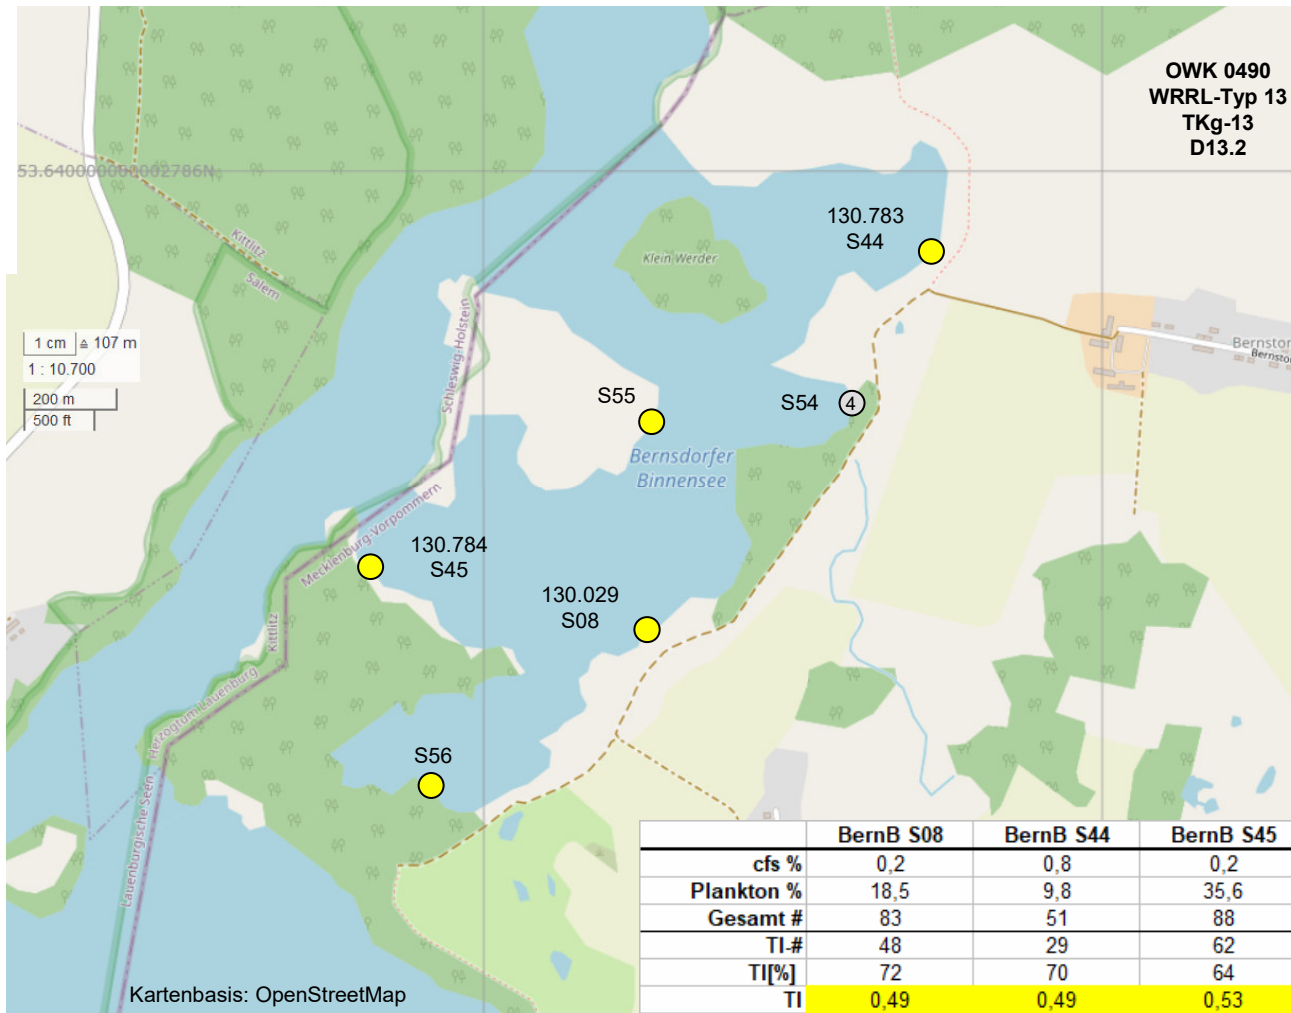 OWK 0490
WRRL-Typ 13
TKg-13
D13.2
53.640000000002786N
130.783
S44
Kittlitz
Salem
Klein Werder
Schleswig-Holstein
1 cm ≙ 107 m
1 : 10.700
200 m
500 ft
Bernstor
Bernsto
S55
S54
4
Bernsdorfer
Binnensee
Mecklenburg-Vorpommern
130.784
S45
130.029
S08
Kittlitz
Herzogtum Lauenburg
Lauenburgische Seen
S56
BernB S08 BernB S44 BernB S45
cfs % 0,2 0,8 0,2
Plankton % 18,5 9,8 35,6
Gesamt # 83 51 88
TI-# 48 29 62
TI[%] 72 70 64
TI 0,49 0,49 0,53
Kartenbasis: OpenStreetMap